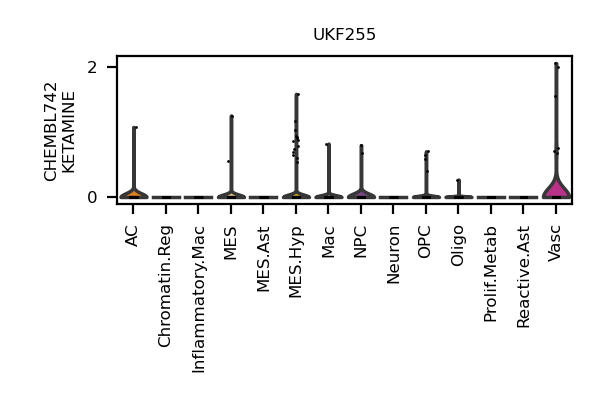 UKF255
CHEMBL742
KETAMINE
2
0
AC
Chromatin.Reg
Inflammatory.Mac
MES
MES.Ast
MES.Hyp
Mac
NPC
Neuron
OPC
Oligo
Prolif.Metab
Reactive.Ast
Vasc